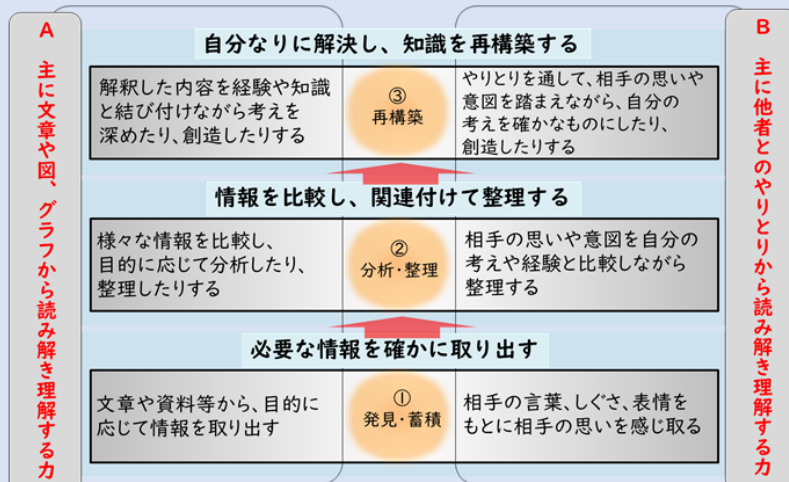 A 主に文章や図、グラフから読み解き理解する力
自分なりに解決し、知識を再構築する
解釈した内容を経験や知識
と結び付けながら考えを
深めたり、創造したりする
③
再構築
やりとりを通して、相手の思いや
意図を踏まえながら、自分の
考えを確かなものにしたり、
創造したりする
情報を比較し、関連付けて整理する
様々な情報を比較し、
目的に応じて分析したり、
整理したりする
②
分析・整理
相手の思いや意図を自分の
考えや経験と比較しながら
整理する
必要な情報を確かに取り出す
文章や資料等から、目的に
応じて情報を取り出す
①
発見・蓄積
相手の言葉、しぐさ、表情を
もとに相手の思いを感じ取る
B 主に他者とのやりとりから読み解き理解する力